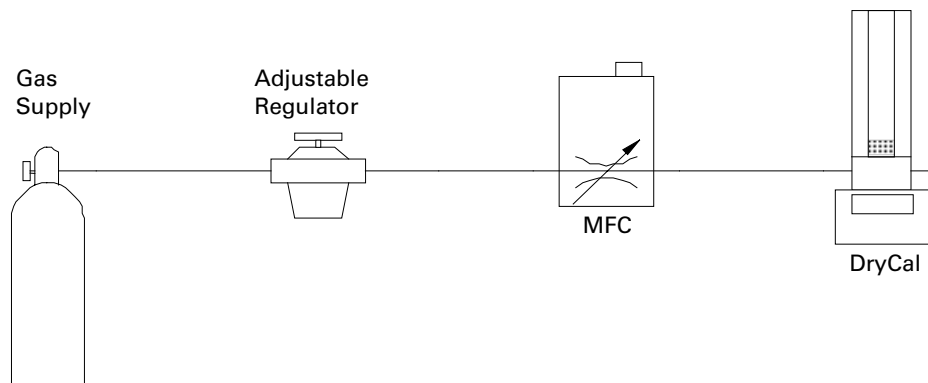 Gas
Supply
Adjustable
Regulator
MFC
DryCal